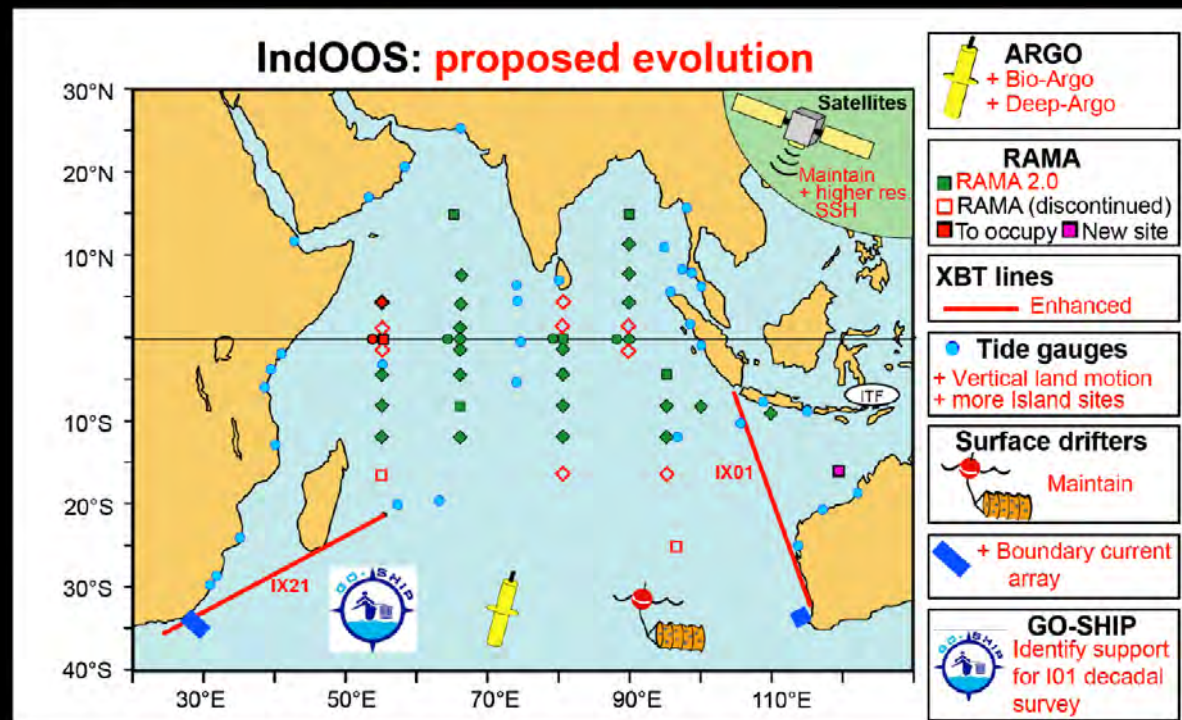 IndOOS: proposed evolution
30°N
20°N
10°N
0°
10°S
20°S
30°S
40°S
30°E
50°E
70°E
90°E
110°E
Satellites
Maintain
+ higher res
SSH
ITF
IX01
IX21
GO-SHIP
ARGO
+ Bio-Argo
+ Deep-Argo
RAMA
RAMA 2.0
RAMA (discontinued)
To occupy New site
XBT lines
Enhanced
Tide gauges
+ Vertical land motion
+ more Island sites
Surface drifters
Maintain
+ Boundary current
array
GO-SHIP
GO-SHIP
Identify support
for I01 decadal
survey